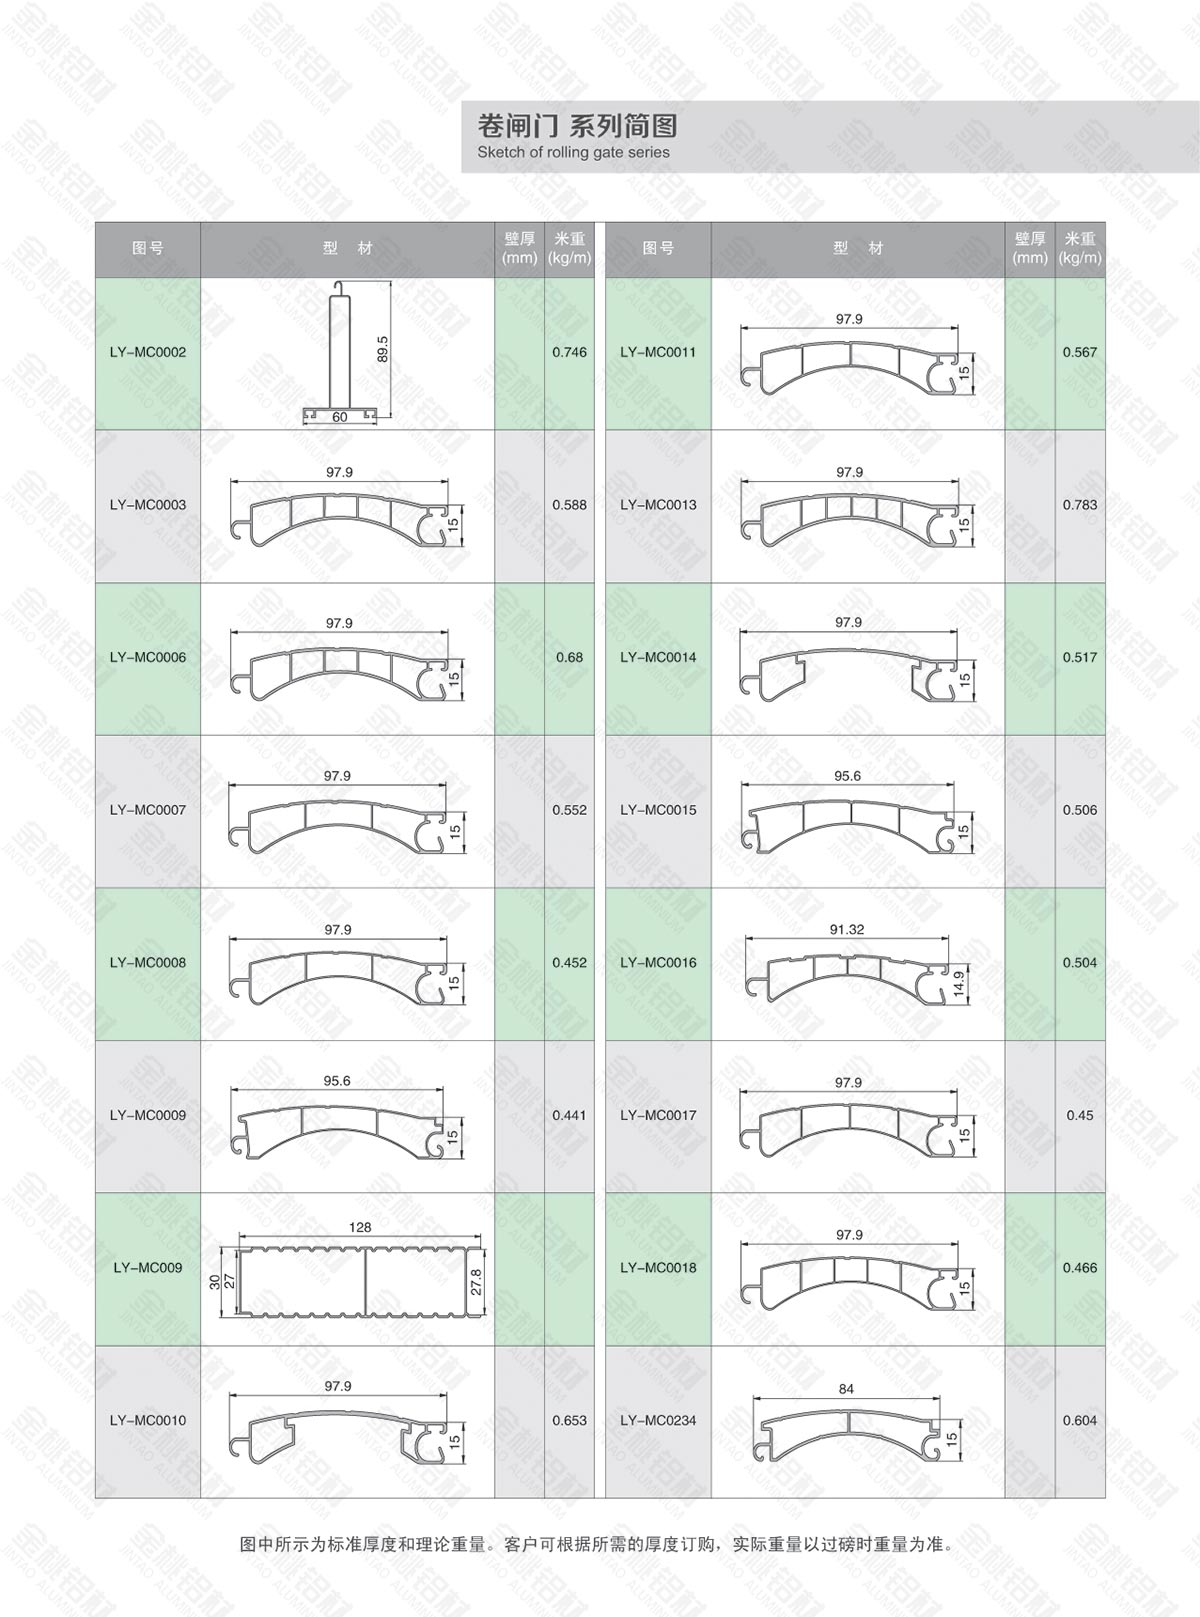 卷闸门 系列简图
Sketch of rolling gate series
图号 型 材 壁厚(mm) 米重(kg/m) 图号 型 材 壁厚(mm) 米重(kg/m)
LY-MC0002 89.5 60 0.746
LY-MC0011 97.9 15 0.567
LY-MC0003 97.9 15 0.588
LY-MC0013 97.9 15 0.783
LY-MC0006 97.9 15 0.68
LY-MC0014 97.9 15 0.517
LY-MC0007 97.9 15 0.552
LY-MC0015 95.6 15 0.506
LY-MC0008 97.9 15 0.452
LY-MC0016 91.32 14.9 0.504
LY-MC0009 95.6 15 0.441
LY-MC0017 97.9 15 0.45
LY-MC009 128 30 27 27.8
LY-MC0018 97.9 15 0.466
LY-MC0010 97.9 15 0.653
LY-MC0234 84 15 0.604
图中所示为标准厚度和理论重量。客户可根据所需的厚度订购，实际重量以过磅时重量为准。
金桃铝材
JINTAO ALUMINIUM